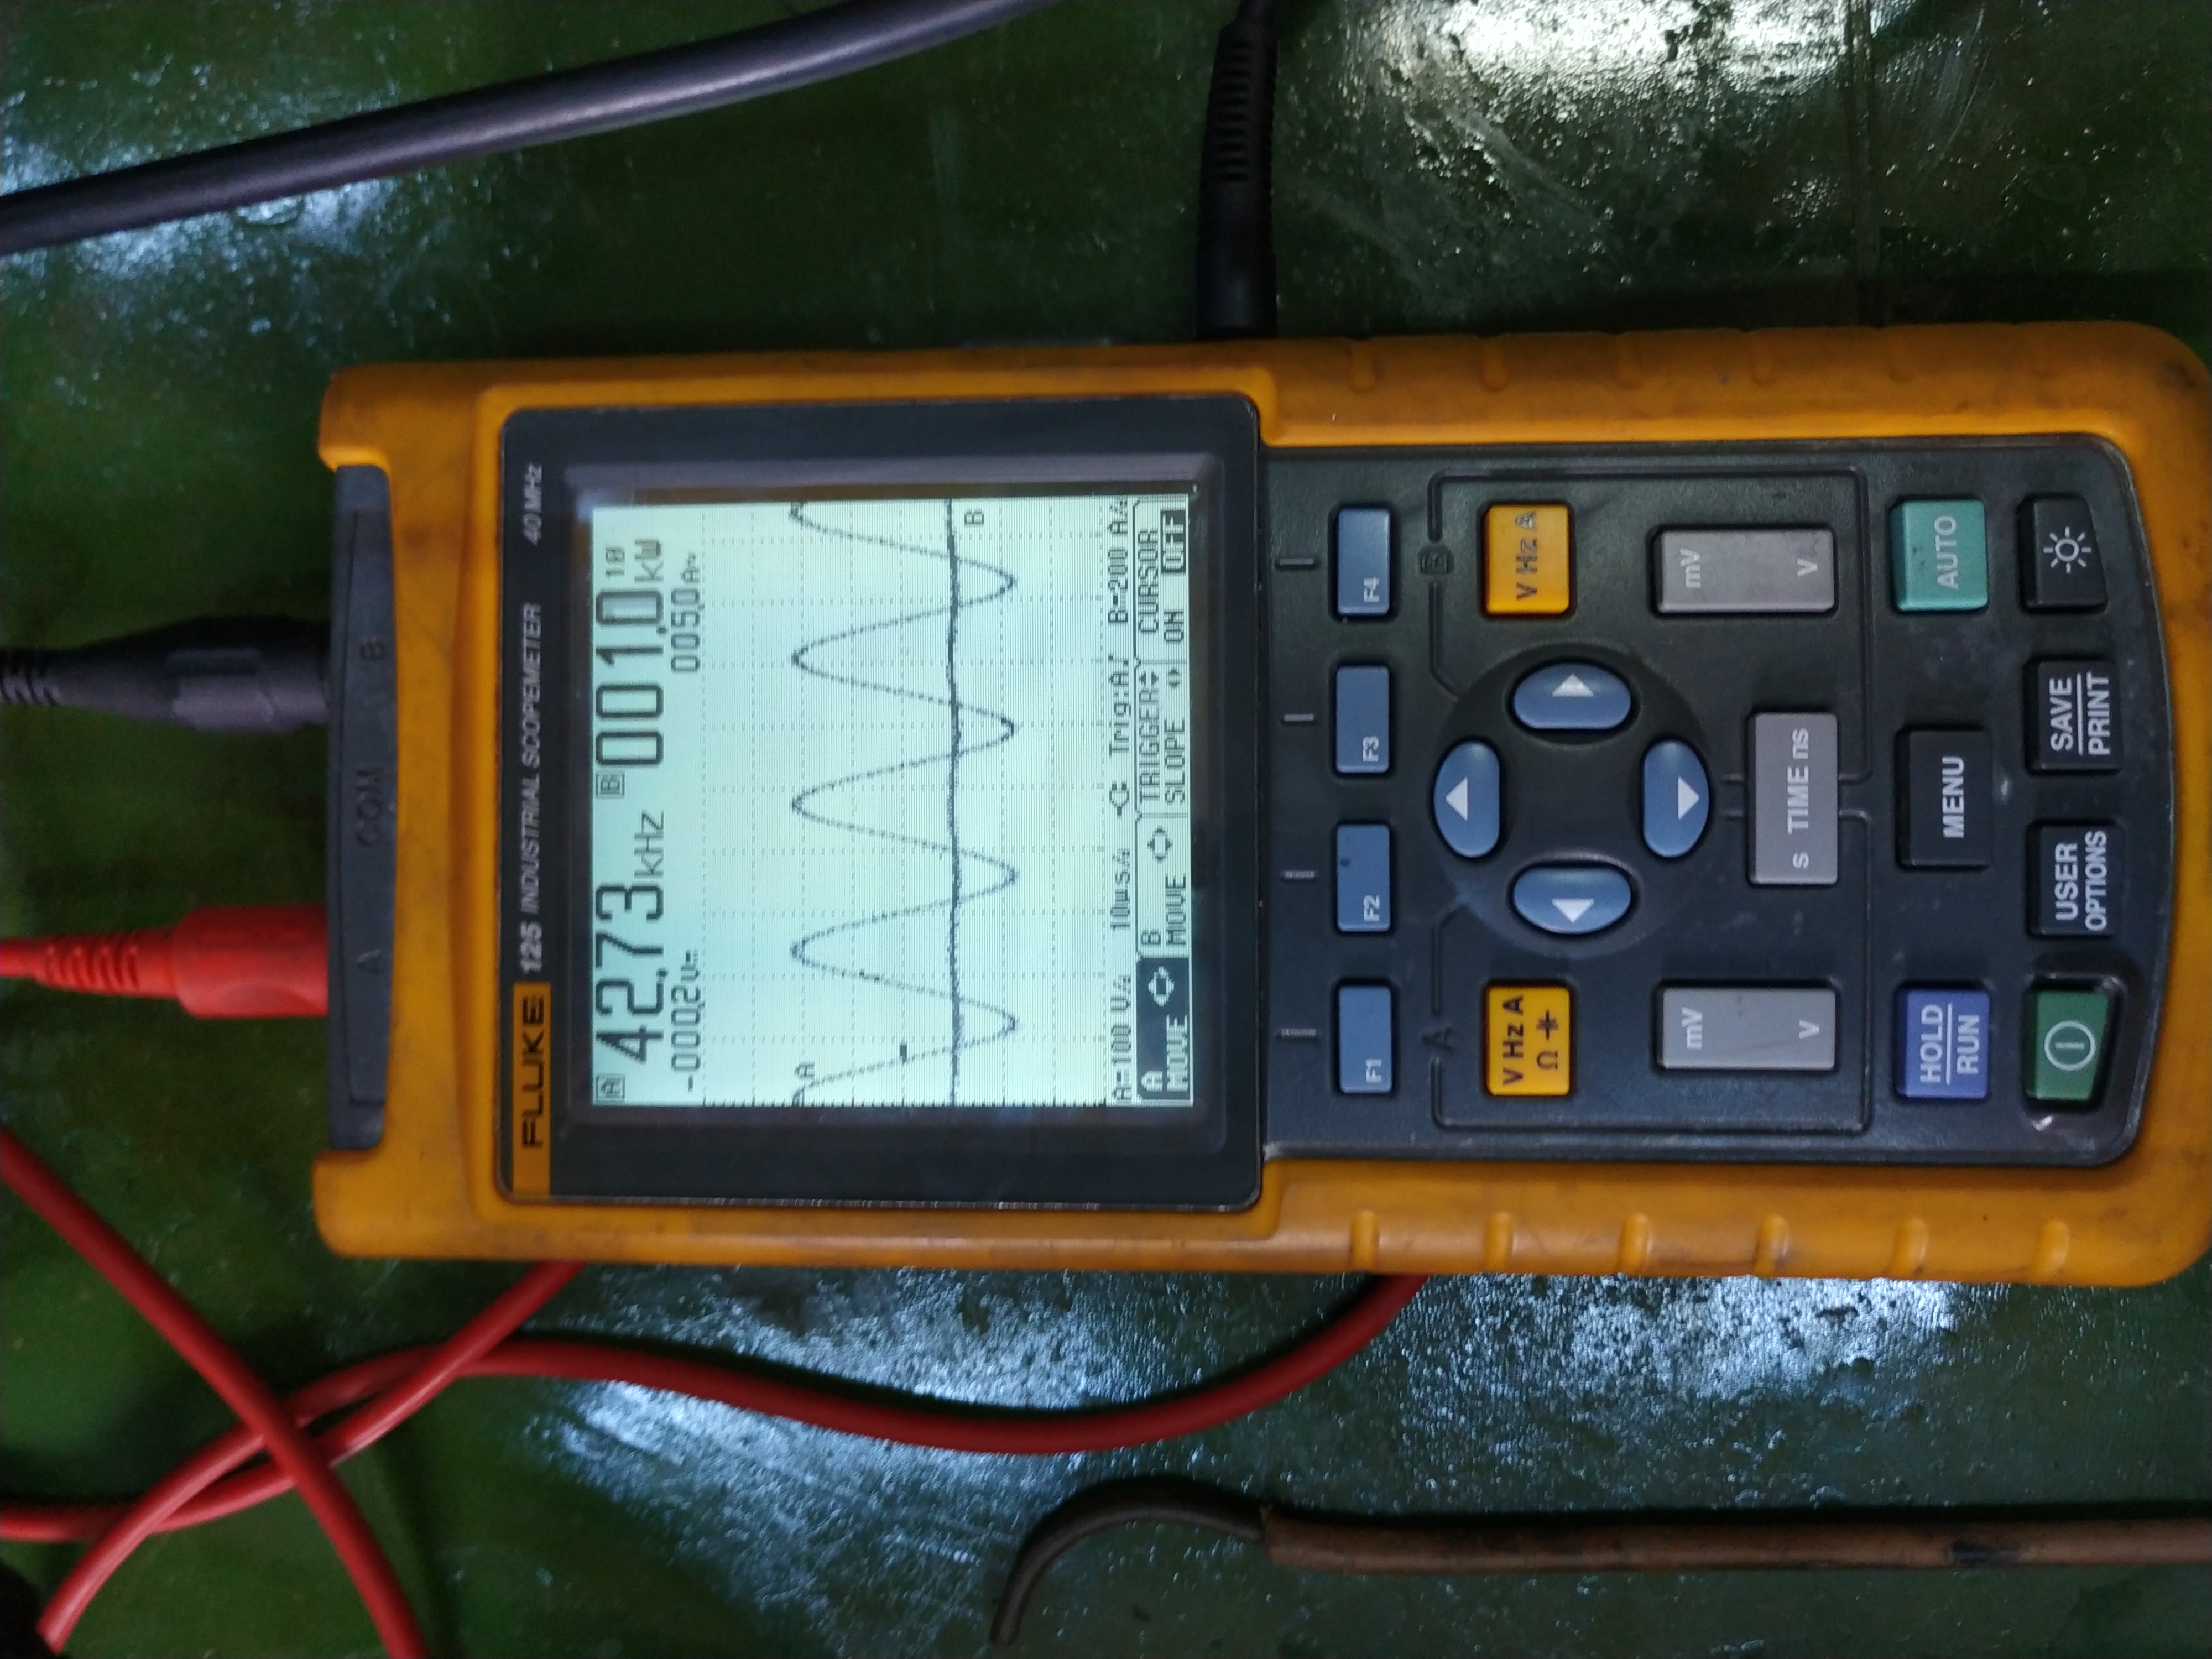 A COM B
FLUKE 125 INDUSTRIAL SCOPEMETER 40 MHz
A 42.73 kHz B 001.0 1Ø kW
-000.2 V 005.0 A~
A
B
A=100 V/ 10µs/ Trig:A B=200 A/
A MOVE B MOVE TRIGGER SLOPE CURSOR ON OFF
F1 F2 F3 F4
A B
V Hz A V Hz A
Ω
mV mV
V s TIME ns V
HOLD RUN MENU AUTO
USER OPTIONS SAVE PRINT